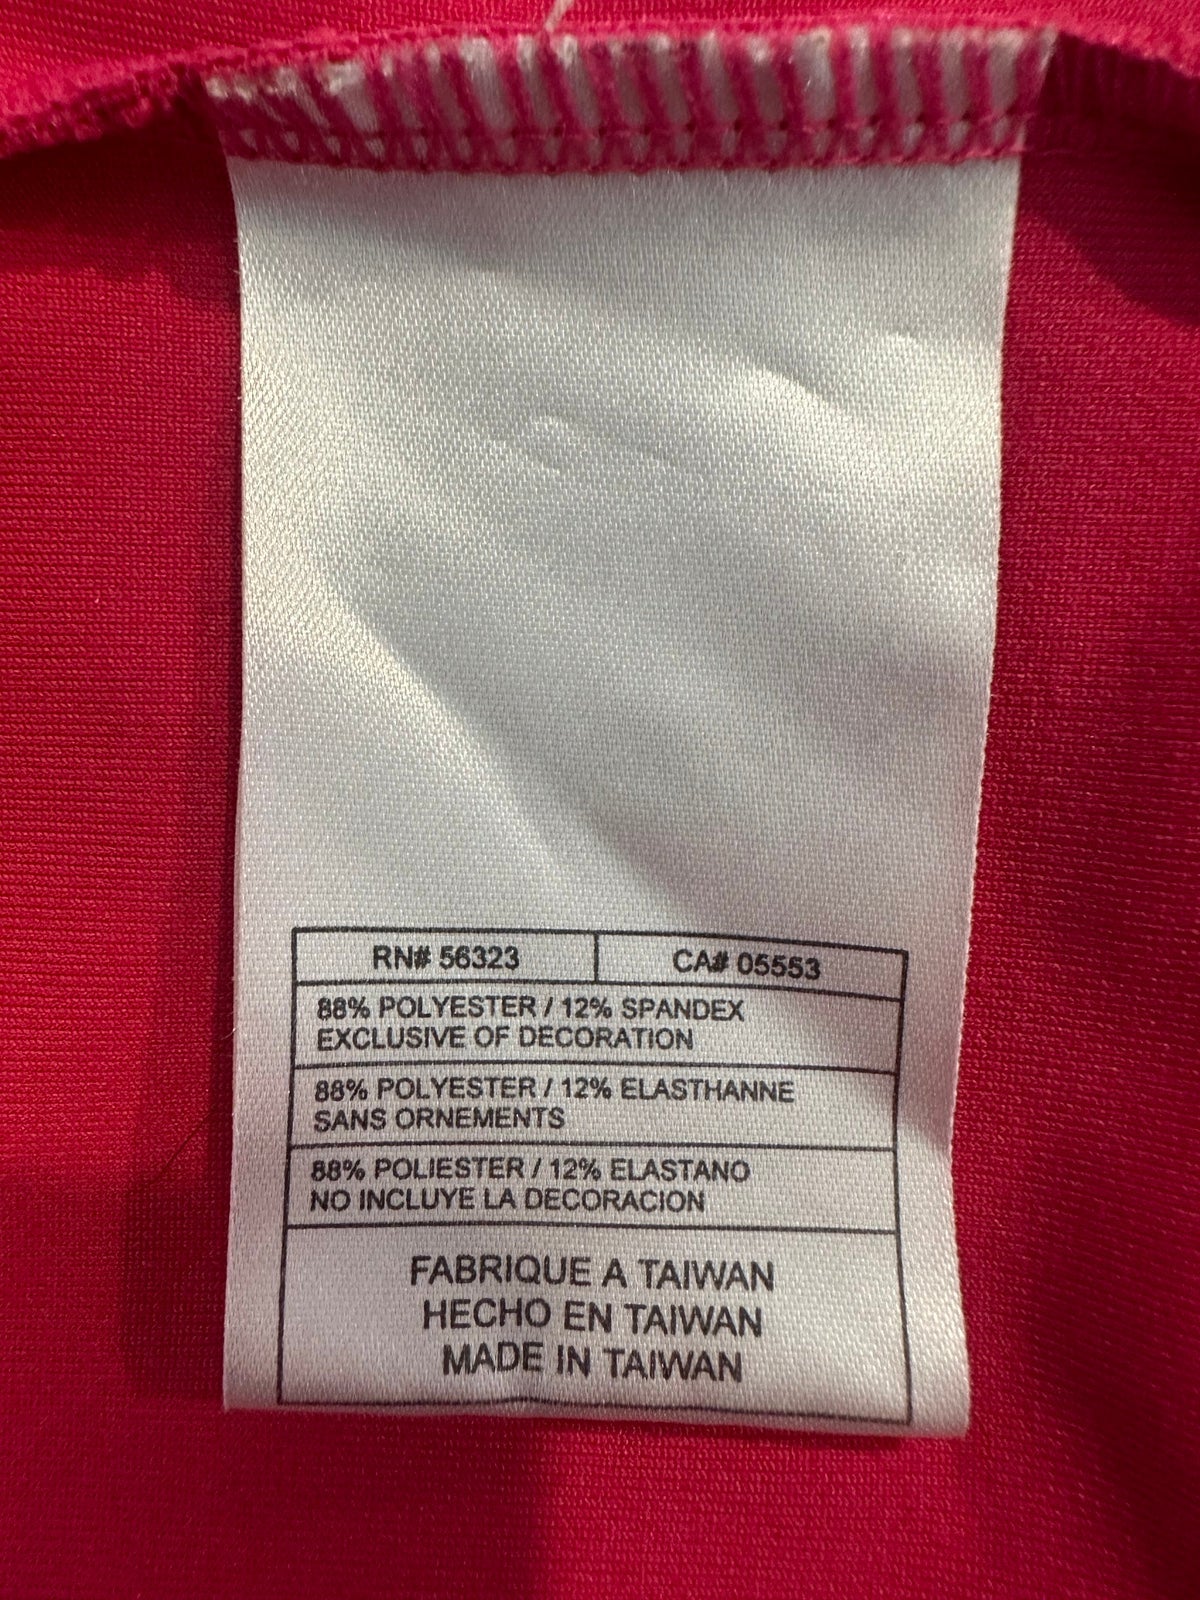 RN# 56323 CA# 05553
88% POLYESTER / 12% SPANDEX
EXCLUSIVE OF DECORATION
88% POLYESTER / 12% ELASTHANNE
SANS ORNEMENTS
88% POLIESTER / 12% ELASTANO
NO INCLUYE LA DECORACION
FABRIQUE A TAIWAN
HECHO EN TAIWAN
MADE IN TAIWAN